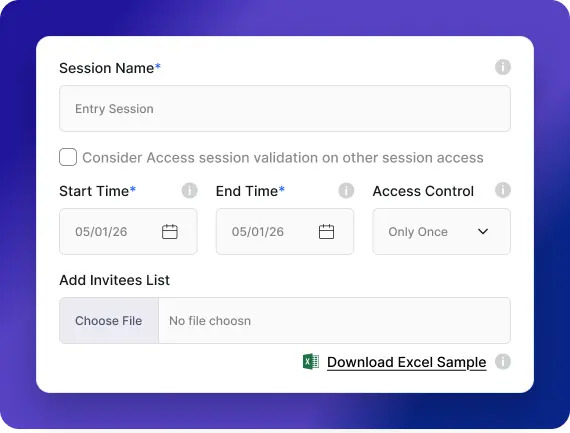 Session Name*
Entry Session
Consider Access session validation on other session access
Start Time* End Time* Access Control
05/01/26 05/01/26 Only Once
Add Invitees List
Choose File No file choosn
Download Excel Sample